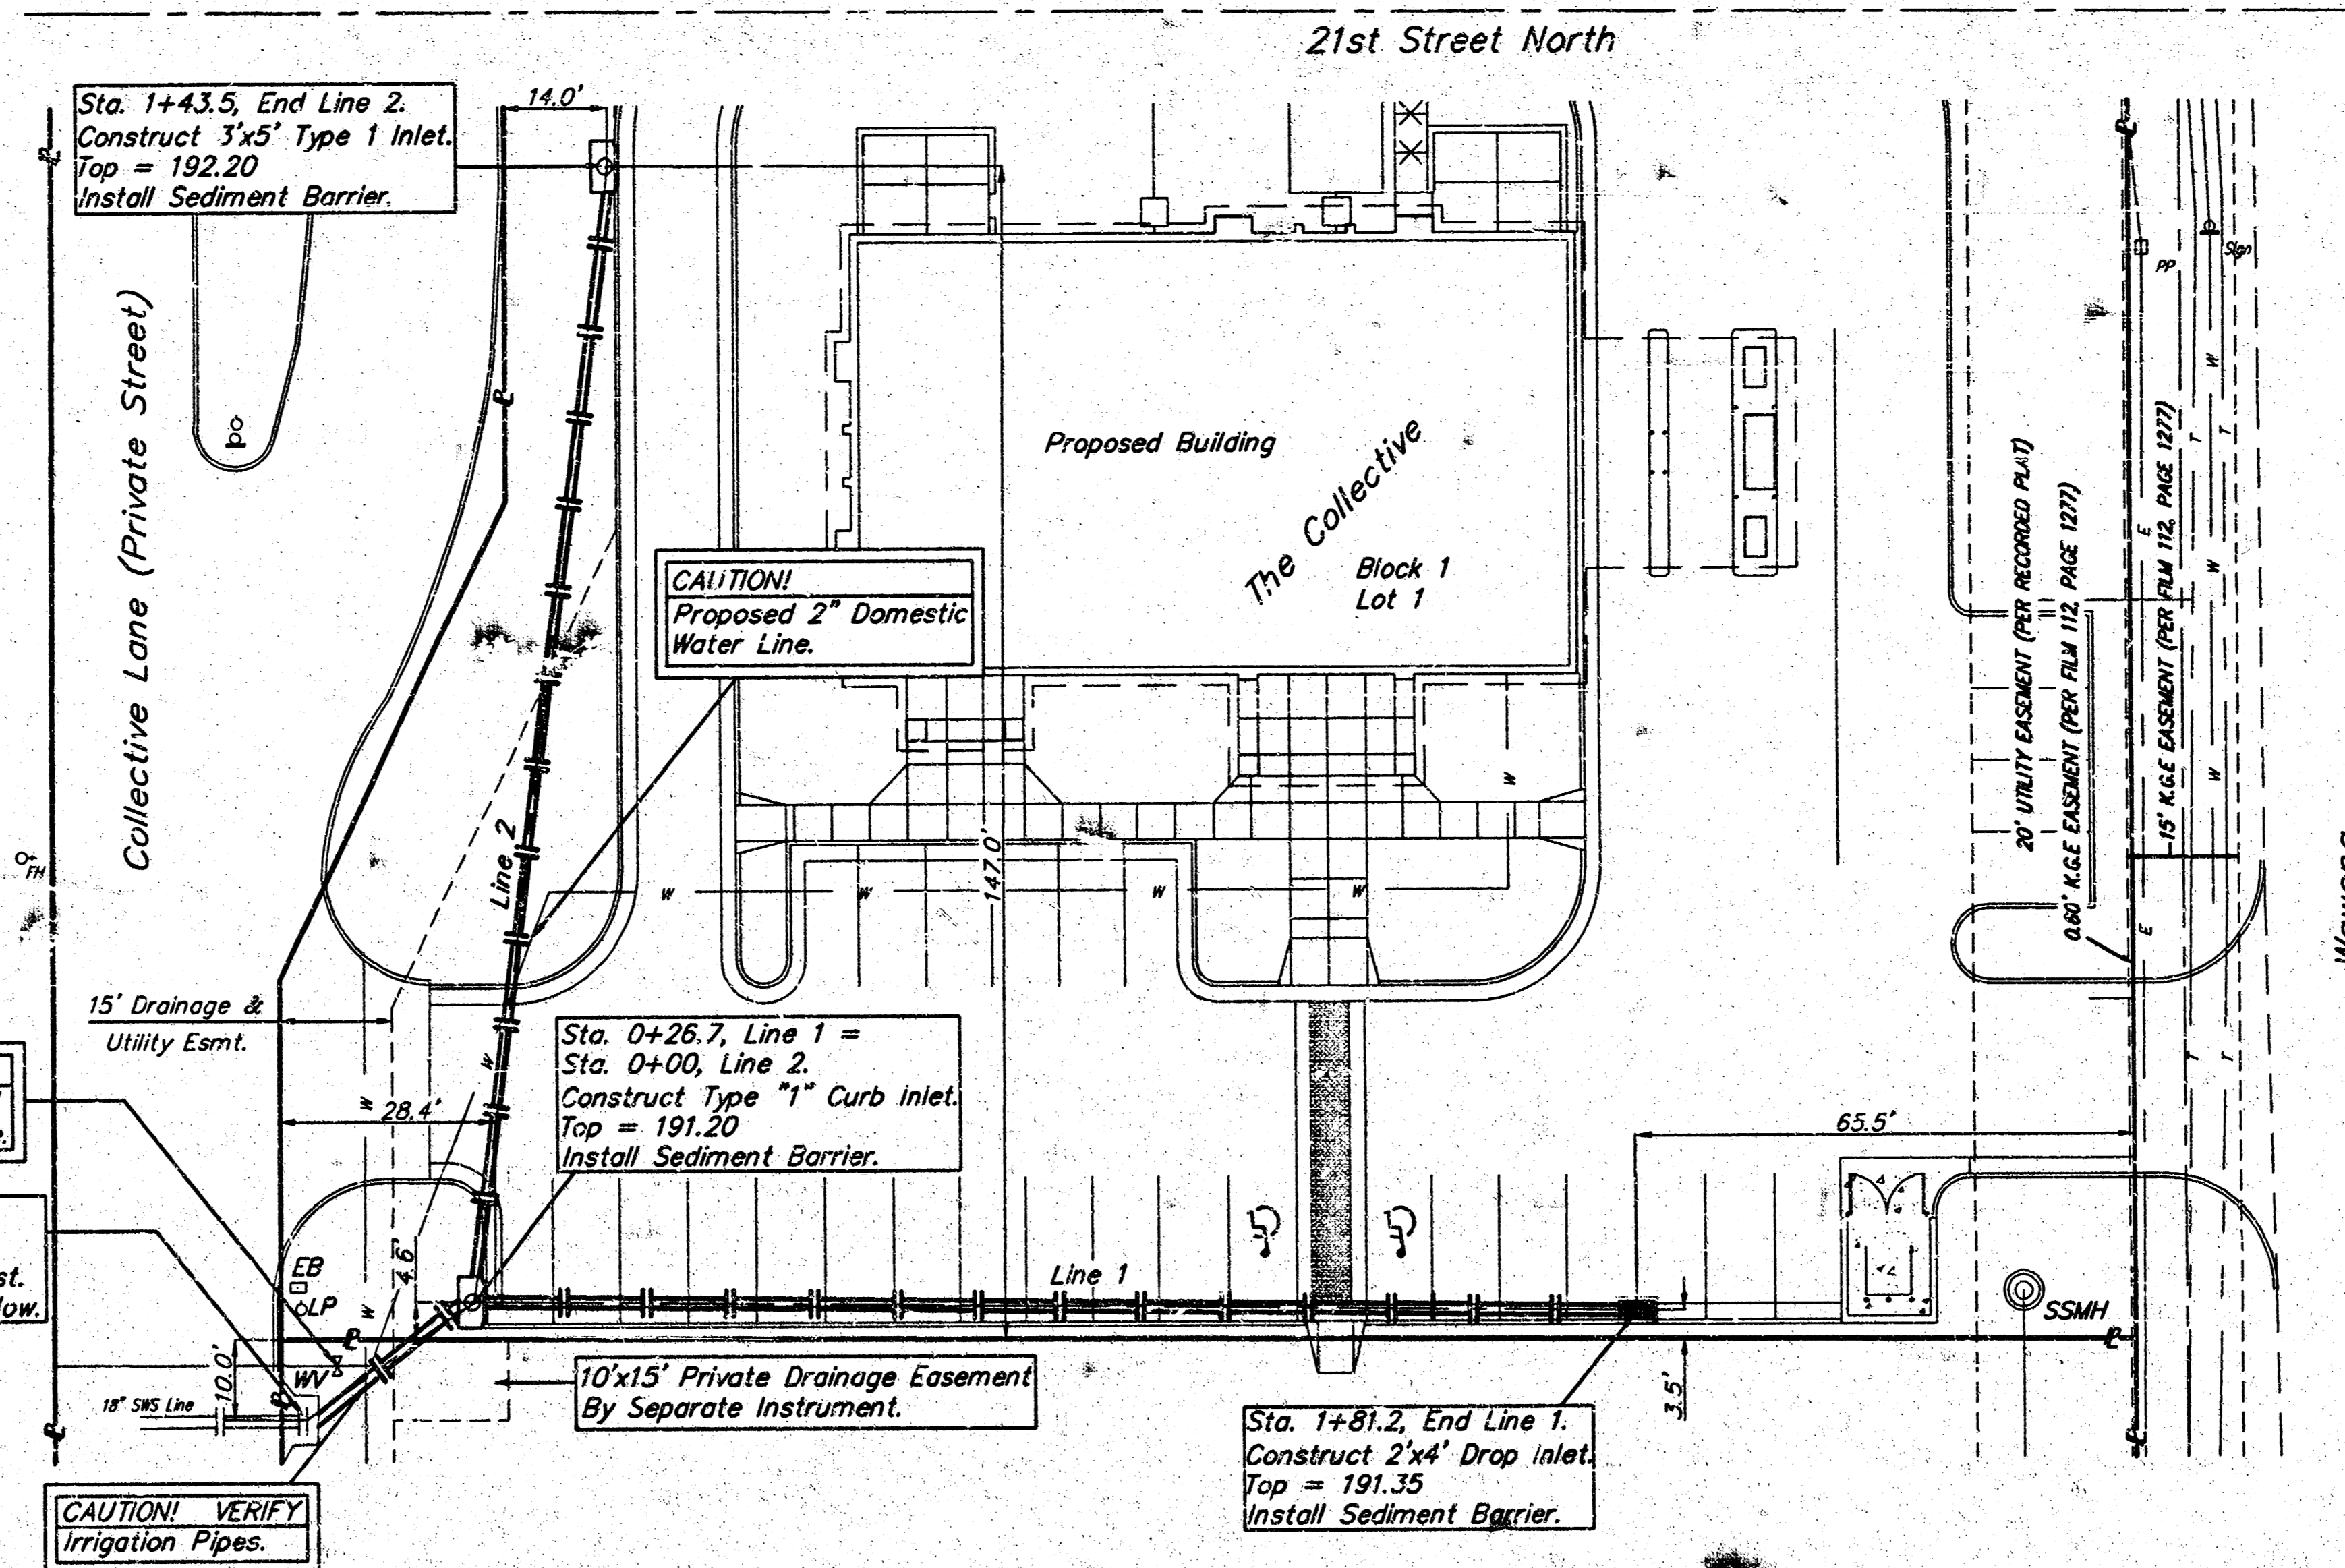 21st Street North
Sta. 1+43.5, End Line 2.
Construct 3'x5' Type 1 Inlet.
Top = 192.20
Install Sediment Barrier.
14.0'
Collective Lane (Private Street)
Proposed Building
The Collective
Block 1
Lot 1
CAUTION!
Proposed 2" Domestic
Water Line.
Line 2
147.0'
W
W
W
W
W
FH
PP
Sign
20' UTILITY EASEMENT (PER RECORDED PLAT)
0.60' K.G.E EASEMENT (PER FILM 112, PAGE 1277)
15' K.G.E EASEMENT (PER FILM 112, PAGE 1277)
E
E
T
T
W
W
W
T
T
15' Drainage &
Utility Esmt.
W
W
28.4'
Sta. 0+26.7, Line 1 =
Sta. 0+00, Line 2.
Construct Type "1" Curb inlet.
Top = 191.20
Install Sediment Barrier.
65.5'
st.
low.
EB
LP
W
4.6'
Line 1
SSMH
WV
10.0'
18" SWS Line
10'x15' Private Drainage Easement
By Separate Instrument.
3.5'
Sta. 1+81.2, End Line 1.
Construct 2'x4' Drop Inlet.
Top = 191.35
Install Sediment Barrier.
CAUTION! VERIFY
Irrigation Pipes.